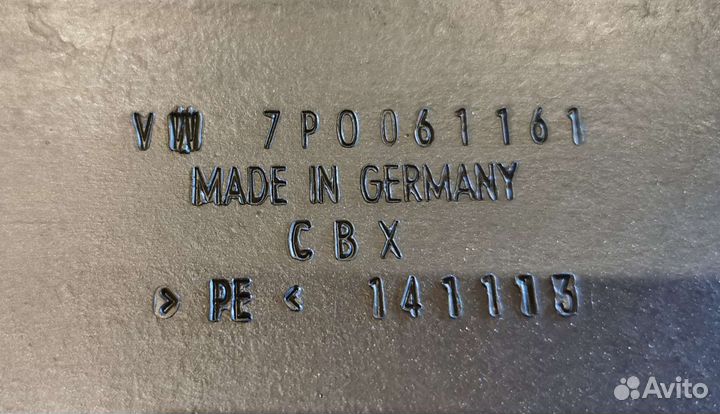 VW 7P0061161
MADE IN GERMANY
CBX
> PE < 141113
Avito